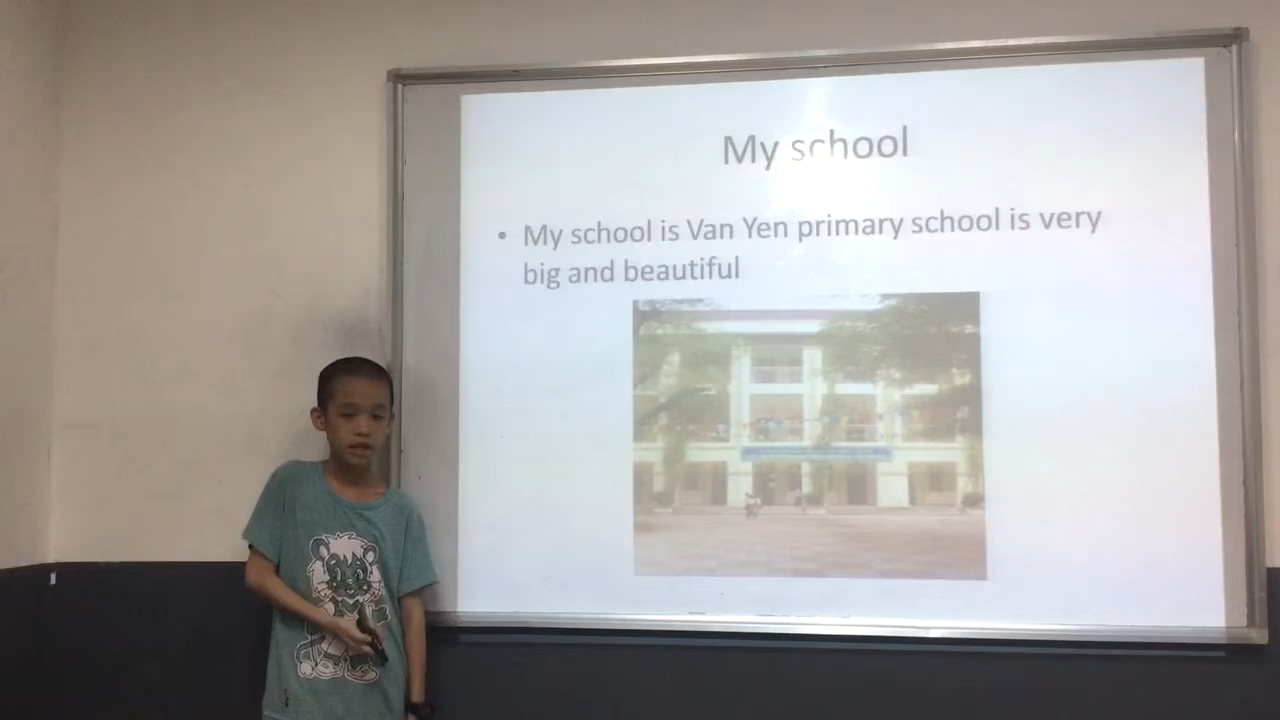 My school
• My school is Van Yen primary school is very
big and beautiful